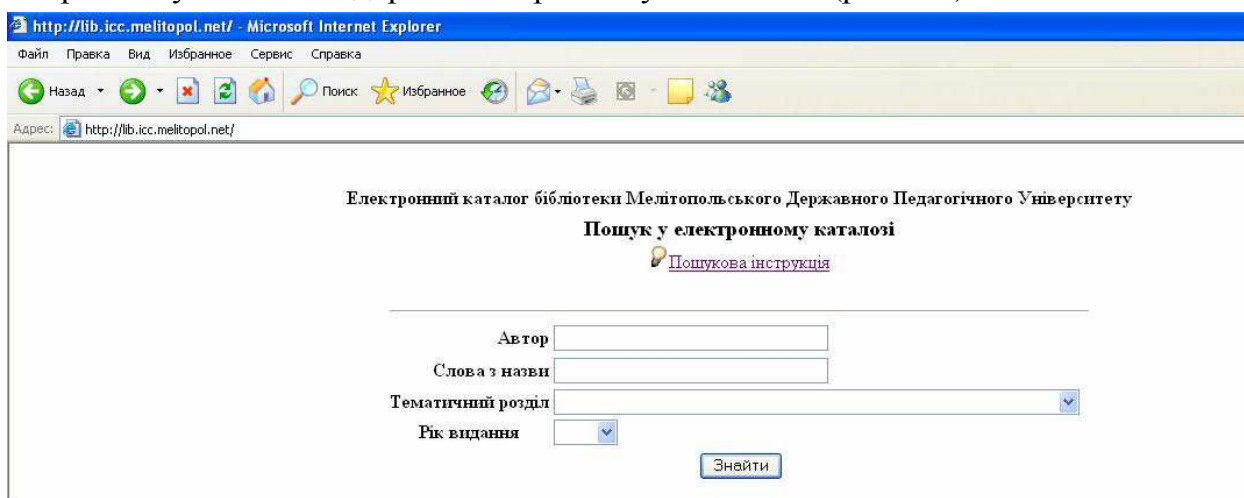 http://lib.icc.melitopol.net/ - Microsoft Internet Explorer
Файл Правка Вид Избранное Сервис Справка
Назад Поиск Избранное
Адрес: http://lib.icc.melitopol.net/
Електронний каталог бібліотеки Мелітопольського Державного Педагогічного Університету
Пошук у електронному каталозі
Пошукова інструкція
Автор
Слова з назви
Тематичний розділ
Рік видання
Знайти